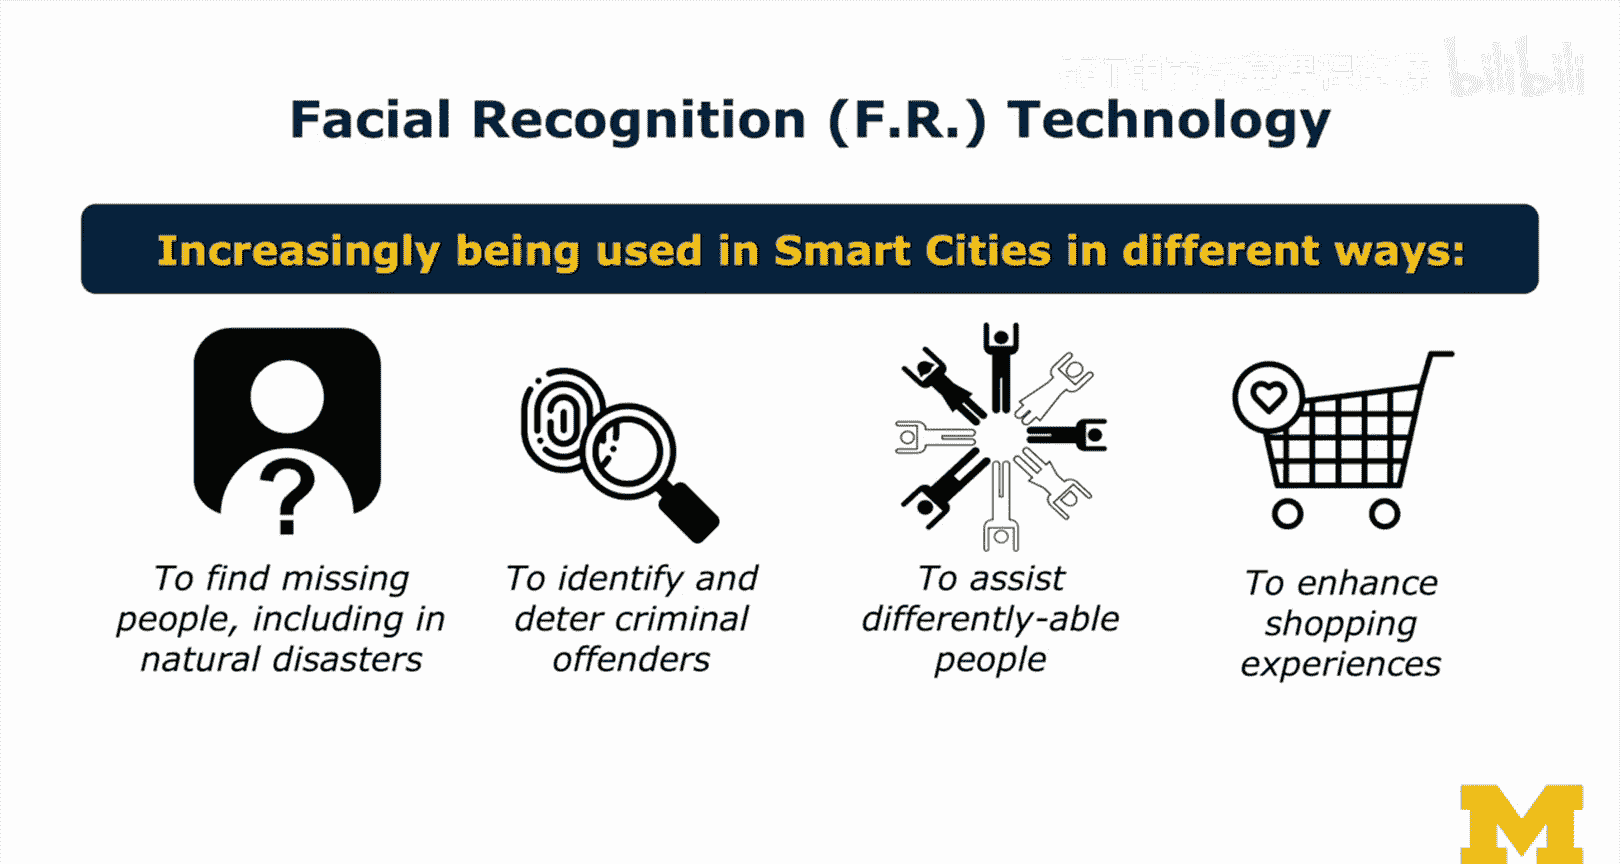 bilibili
Facial Recognition (F.R.) Technology
Increasingly being used in Smart Cities in different ways:
?
To find missing
people, including in
natural disasters
To identify and
deter criminal
offenders
To assist
differently-able
people
To enhance
shopping
experiences
M